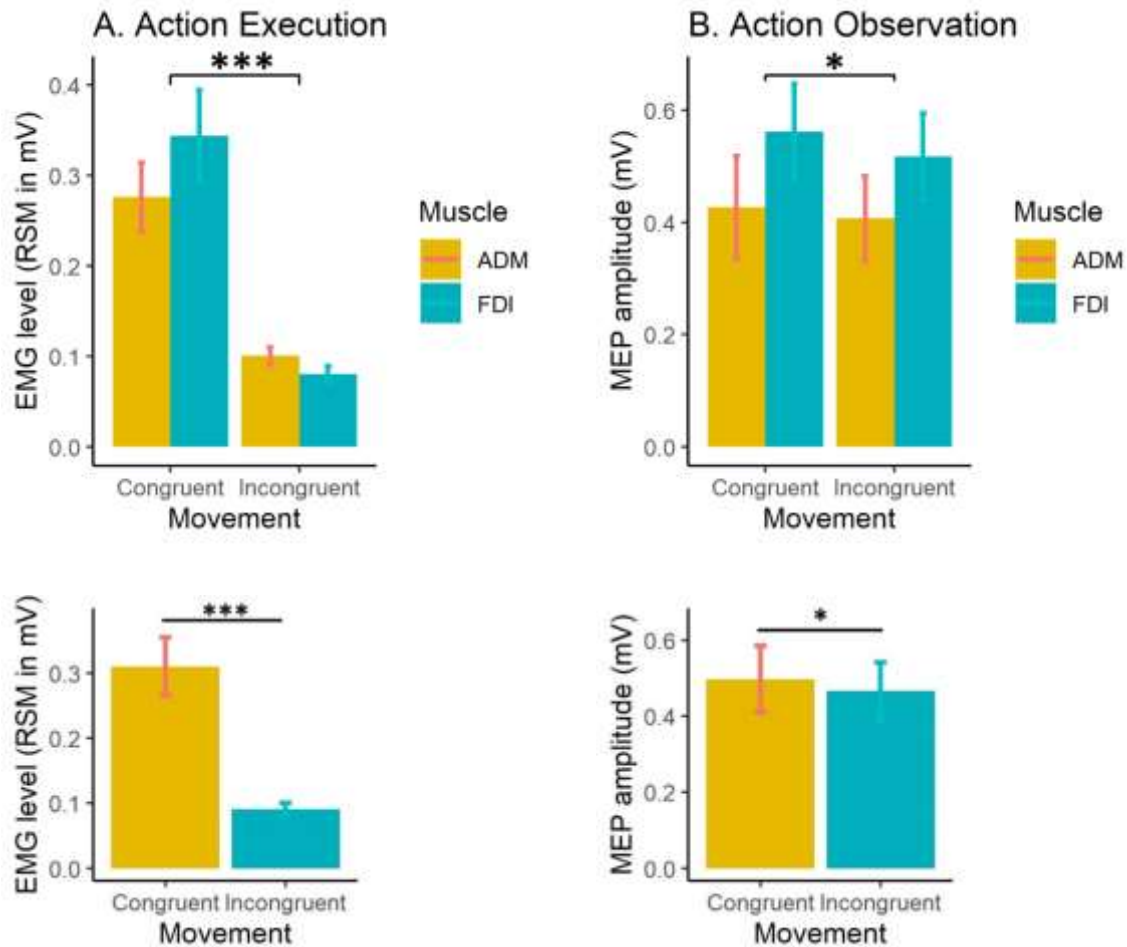 A. Action Execution
***
EMG level (RSM in mV)
0.4
0.3
0.2
0.1
0.0
Congruent Incongruent
Movement
Muscle
ADM
FDI
B. Action Observation
*
MEP amplitude (mV)
0.6
0.4
0.2
0.0
Congruent Incongruent
Movement
Muscle
ADM
FDI
***
EMG level (RSM in mV)
0.3
0.2
0.1
0.0
Congruent Incongruent
Movement
*
MEP amplitude (mV)
0.6
0.4
0.2
0.0
Congruent Incongruent
Movement